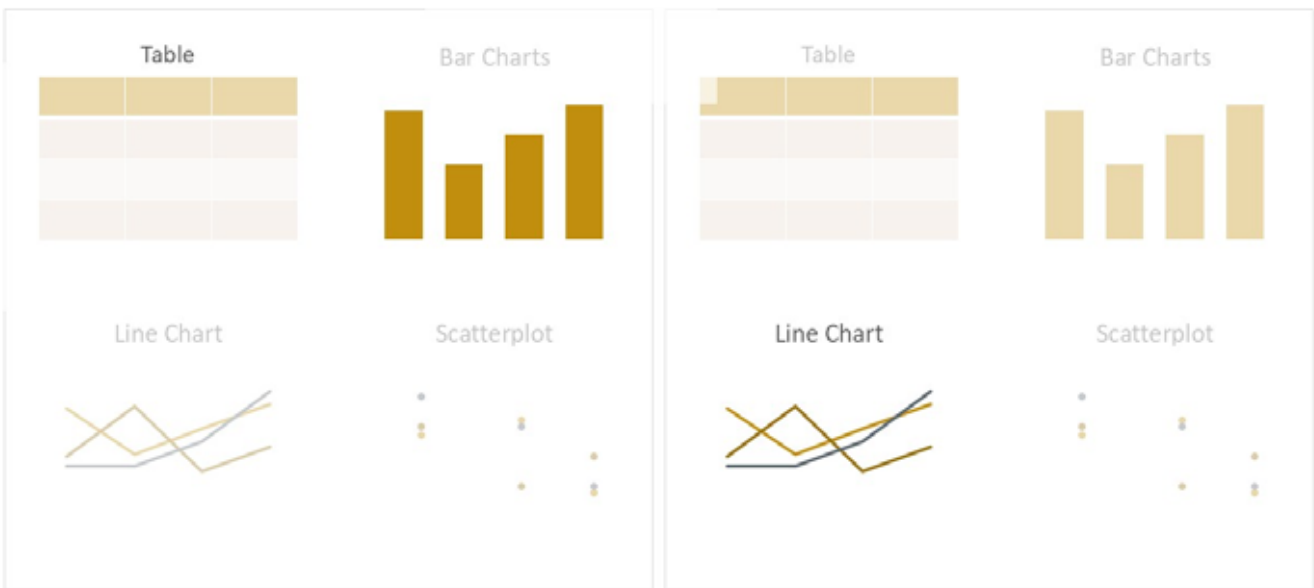 Table
Bar Charts
Line Chart
Scatterplot
Table
Bar Charts
Line Chart
Scatterplot